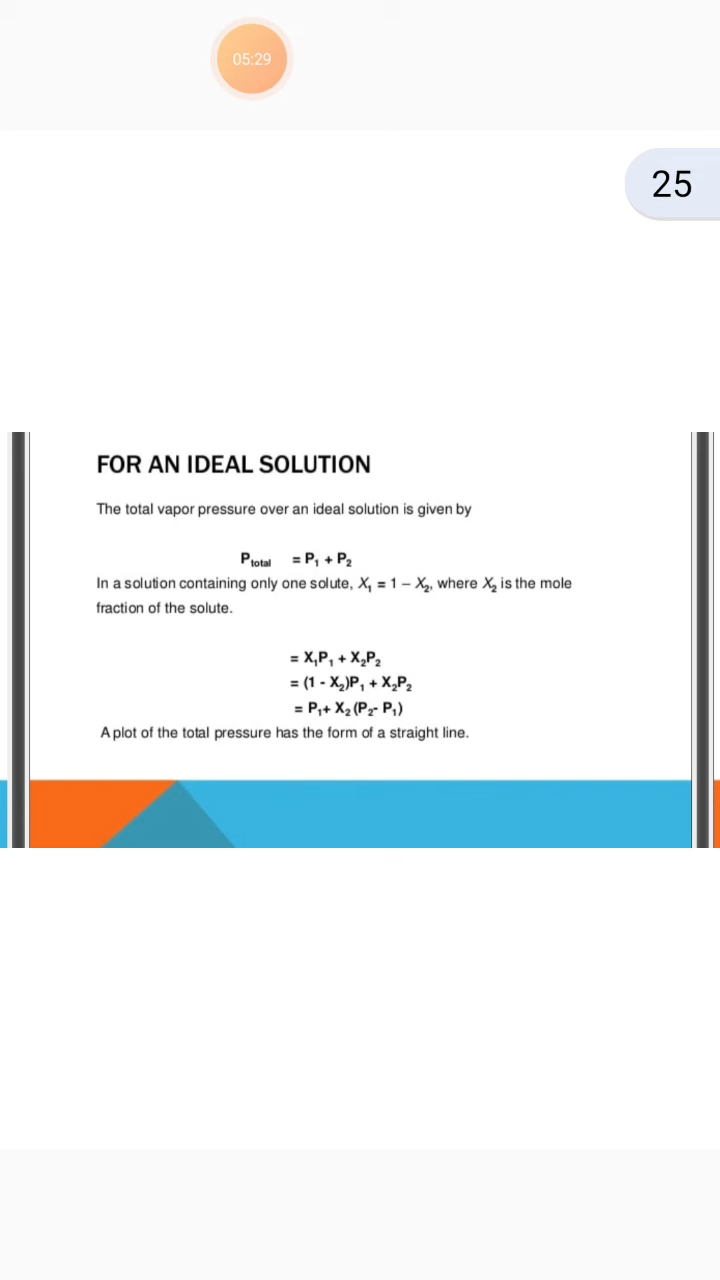 05:29
25
FOR AN IDEAL SOLUTION
The total vapor pressure over an ideal solution is given by
Ptotal = P₁ + P₂
In a solution containing only one solute, X₁ = 1 – X₂, where X₂ is the mole
fraction of the solute.
= X₁P₁ + X₂P₂
= (1 - X₂)P₁ + X₂P₂
= P₁+ X₂ (P₂- P₁)
A plot of the total pressure has the form of a straight line.